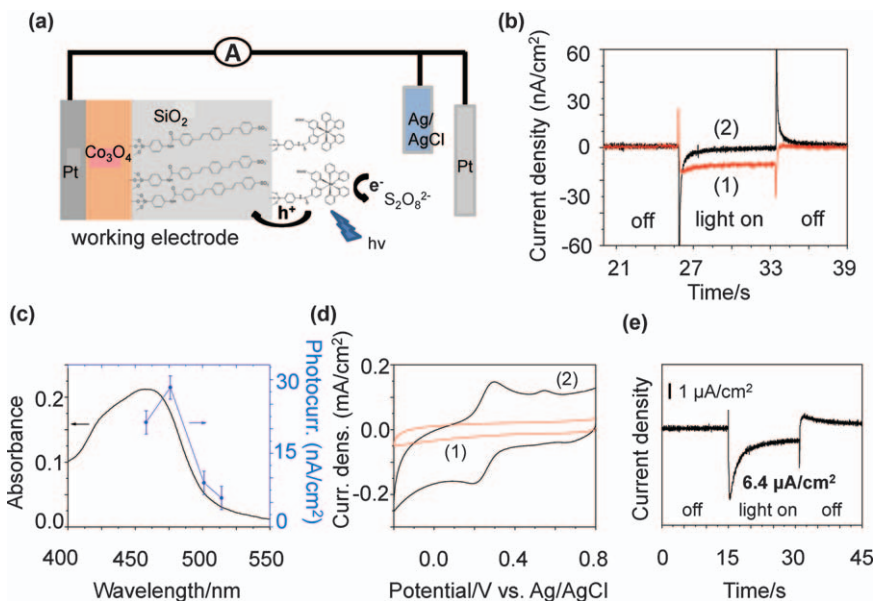 (a)
A
SiO2
Co3O4
Pt
Ag/
AgCl
Pt
e-
S2O8 2-
h+
hν
working electrode
(b)
Current density (nA/cm2)
60
30
0
-30
-60
(2)
(1)
off
light on
off
21
27
33
39
Time/s
(c)
Absorbance
0.2
0.1
0.0
Photocurr. (nA/cm2)
30
20
10
0
400
450
500
550
Wavelength/nm
(d)
Curr. dens. (mA/cm2)
0.2
0.0
-0.2
(2)
(1)
0.0
0.4
0.8
Potential/V vs. Ag/AgCl
(e)
Current density
1 µA/cm2
6.4 µA/cm2
off
light on
off
0
15
30
45
Time/s